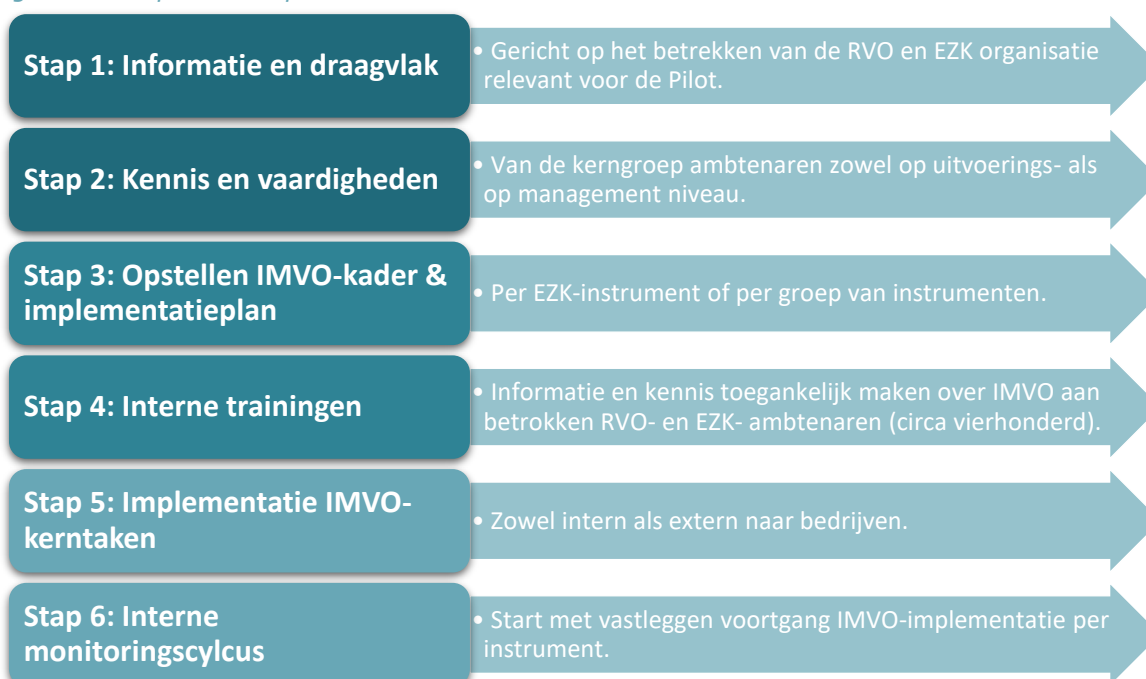 Stap 1: Informatie en draagvlak
• Gericht op het betrekken van de RVO en EZK organisatie
relevant voor de Pilot.
Stap 2: Kennis en vaardigheden
• Van de kerngroep ambtenaren zowel op uitvoerings- als
op management niveau.
Stap 3: Opstellen IMVO-kader &
implementatieplan
• Per EZK-instrument of per groep van instrumenten.
Stap 4: Interne trainingen
• Informatie en kennis toegankelijk maken over IMVO aan
betrokken RVO- en EZK- ambtenaren (circa vierhonderd).
Stap 5: Implementatie IMVO-
kerntaken
• Zowel intern als extern naar bedrijven.
Stap 6: Interne
monitoringscylcus
• Start met vastleggen voortgang IMVO-implementatie per
instrument.